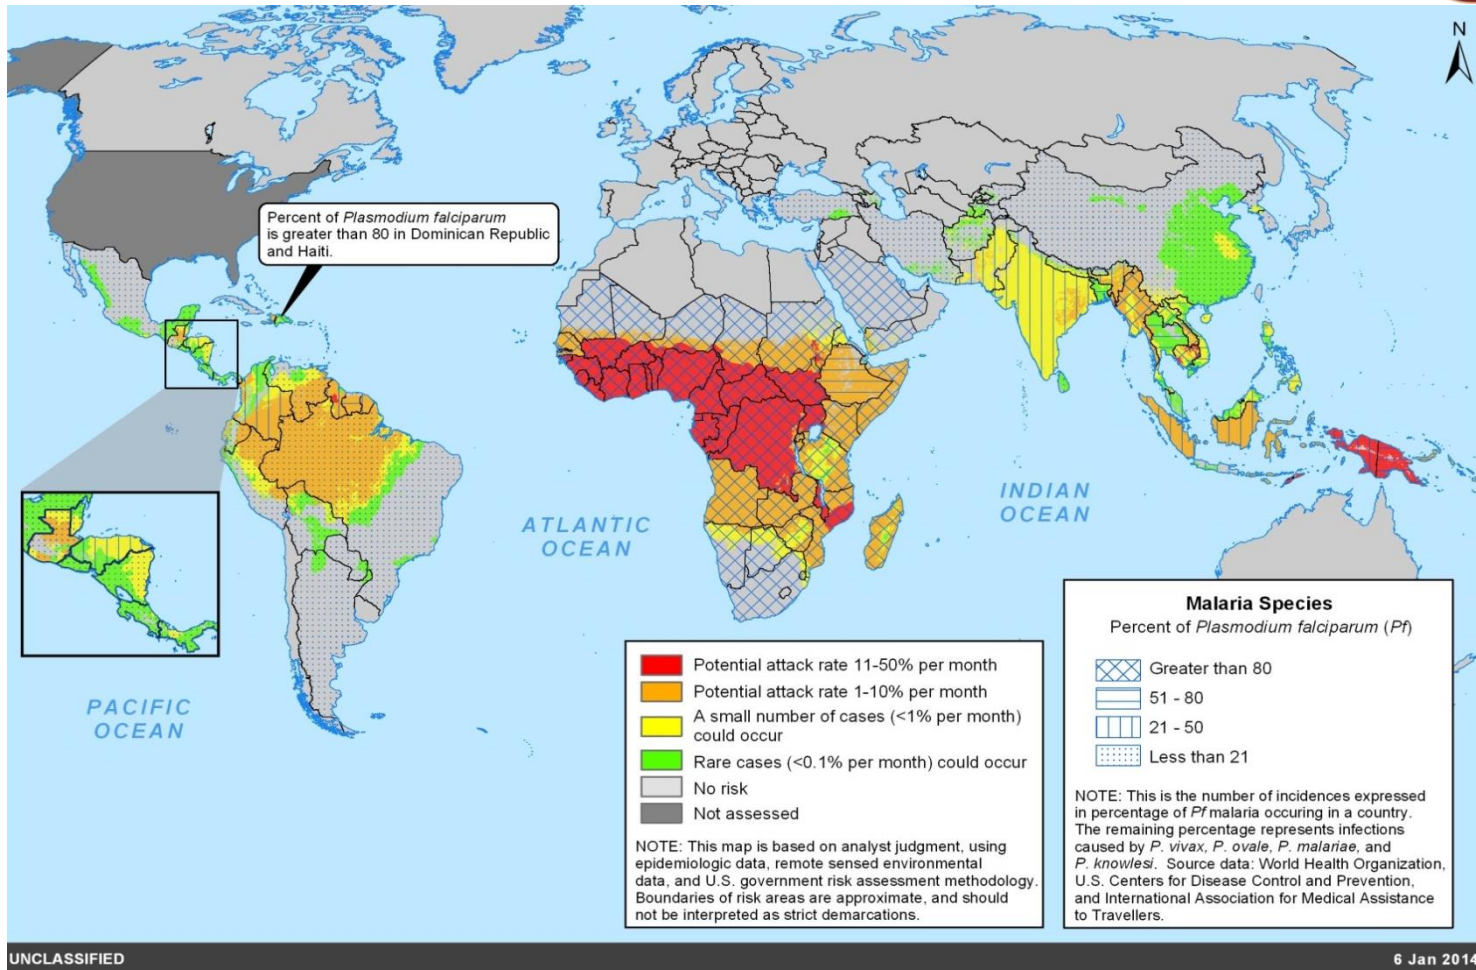 N
Percent of Plasmodium falciparum
is greater than 80 in Dominican Republic
and Haiti.
ATLANTIC
OCEAN
INDIAN
OCEAN
PACIFIC
OCEAN
Potential attack rate 11-50% per month
Potential attack rate 1-10% per month
A small number of cases (<1% per month)
could occur
Rare cases (<0.1% per month) could occur
No risk
Not assessed
NOTE: This map is based on analyst judgment, using
epidemiologic data, remote sensed environmental
data, and U.S. government risk assessment methodology.
Boundaries of risk areas are approximate, and should
not be interpreted as strict demarcations.
Malaria Species
Percent of Plasmodium falciparum (Pf)
Greater than 80
51 - 80
21 - 50
Less than 21
NOTE: This is the number of incidences expressed
in percentage of Pf malaria occuring in a country.
The remaining percentage represents infections
caused by P. vivax, P. ovale, P. malariae, and
P. knowlesi. Source data: World Health Organization,
U.S. Centers for Disease Control and Prevention,
and International Association for Medical Assistance
to Travellers.
UNCLASSIFIED
6 Jan 2014